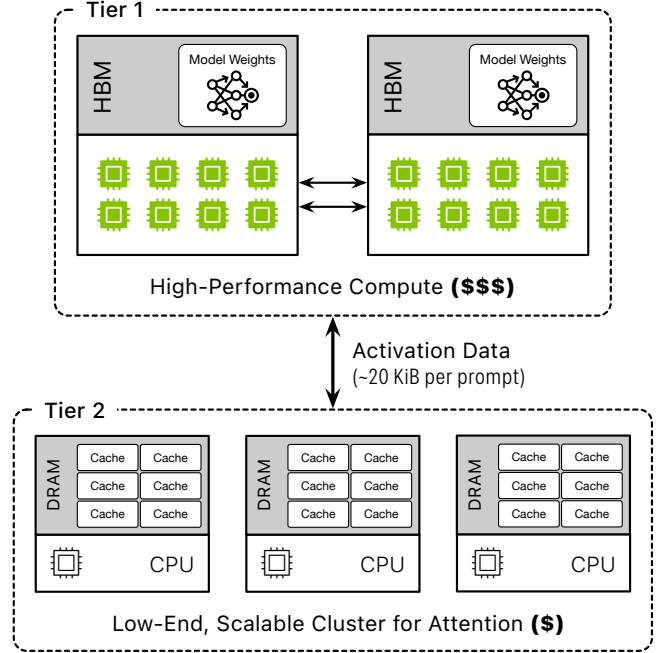 Tier 1
HBM
Model Weights
HBM
Model Weights
High-Performance Compute ($$$)
Activation Data
(~20 KiB per prompt)
Tier 2
DRAM
Cache Cache
Cache Cache
Cache Cache
CPU
DRAM
Cache Cache
Cache Cache
Cache Cache
CPU
DRAM
Cache Cache
Cache Cache
Cache Cache
CPU
Low-End, Scalable Cluster for Attention ($)